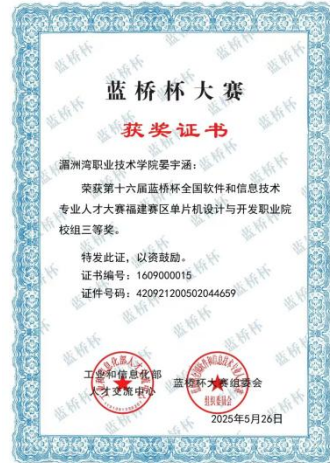 蓝桥杯大赛
获奖证书
湄洲湾职业技术学院晏宇涵：
荣获第十六届蓝桥杯全国软件和信息技术
专业人才大赛福建赛区单片机设计与开发职业院
校组三等奖。
特发此证，以资鼓励。
证书编号：1609000015
证件号码：420921200502044659
工业和信息化部
人才交流中心
蓝桥杯大赛组委会
组织委员会
2025年5月26日